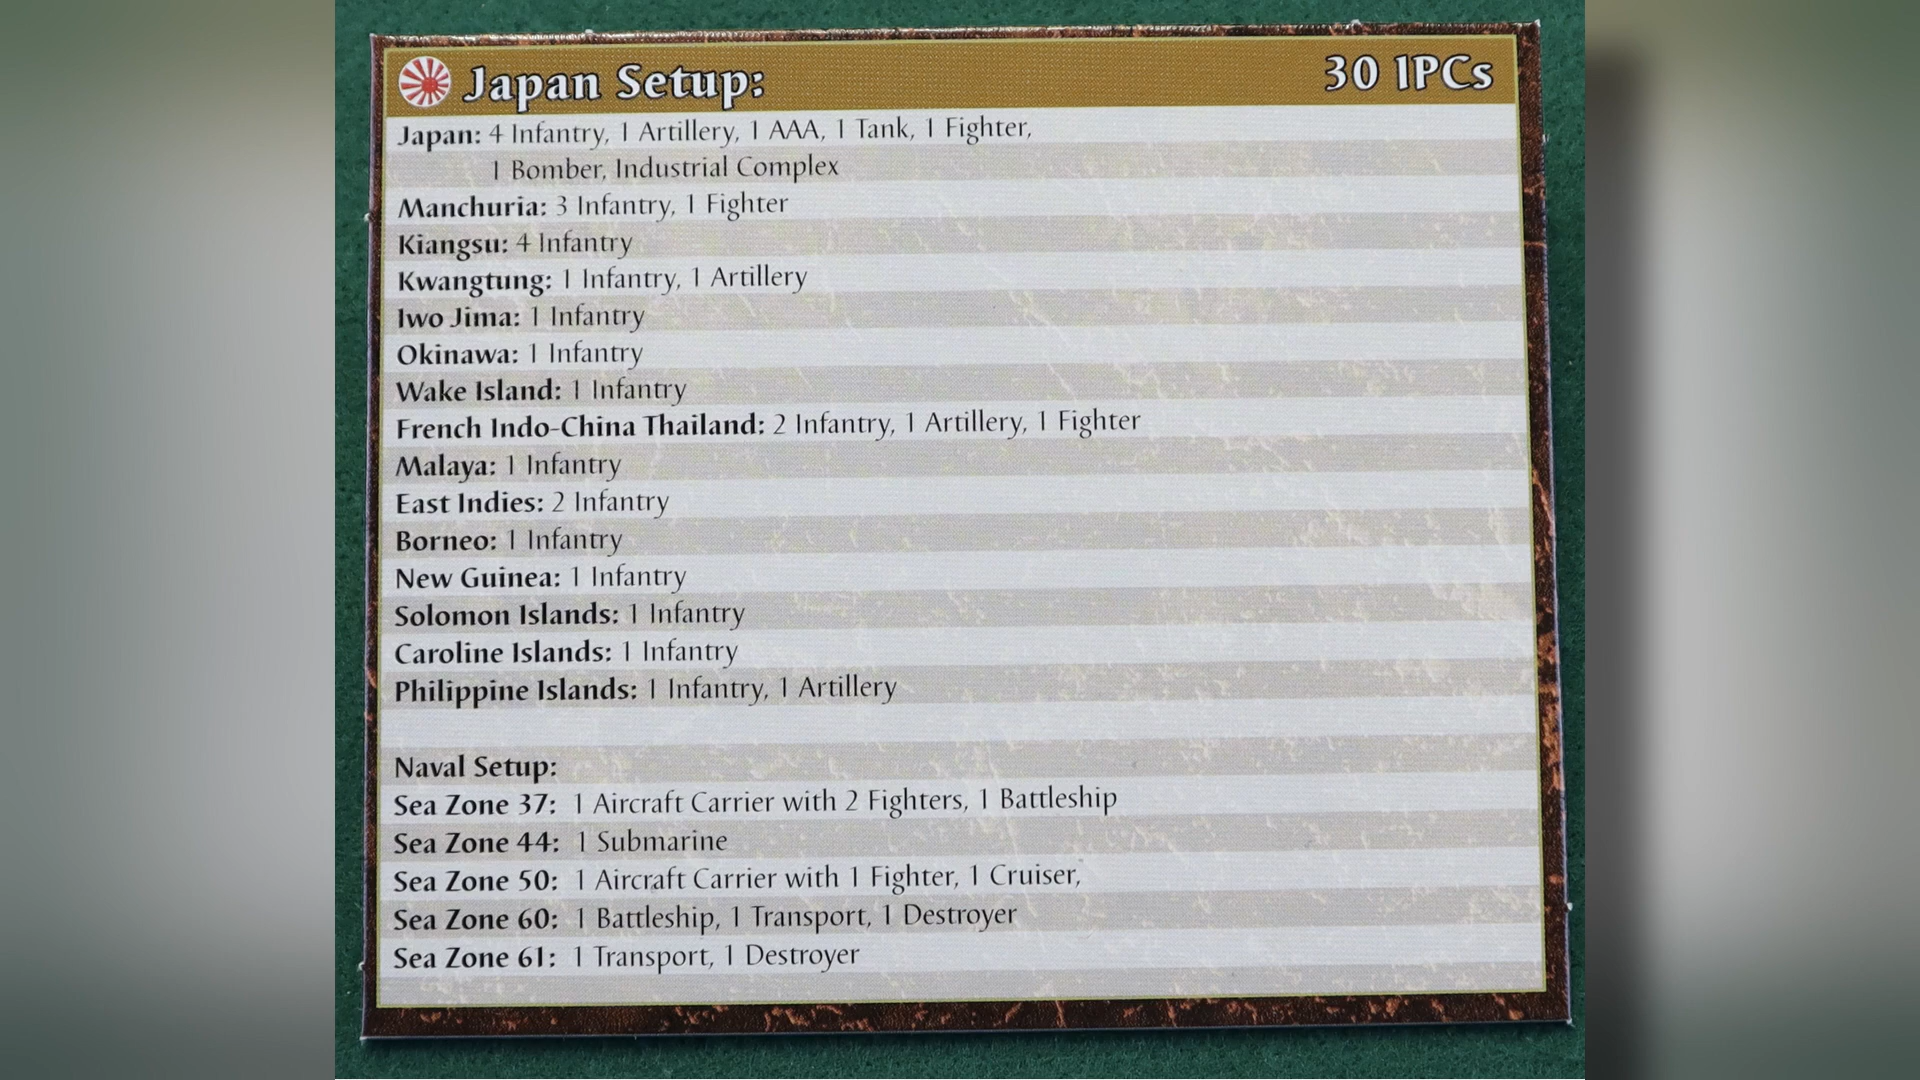 Japan Setup: 30 IPCs
Japan: 4 Infantry, 1 Artillery, 1 AAA, 1 Tank, 1 Fighter,
1 Bomber, Industrial Complex
Manchuria: 3 Infantry, 1 Fighter
Kiangsu: 4 Infantry
Kwangtung: 1 Infantry, 1 Artillery
Iwo Jima: 1 Infantry
Okinawa: 1 Infantry
Wake Island: 1 Infantry
French Indo-China Thailand: 2 Infantry, 1 Artillery, 1 Fighter
Malaya: 1 Infantry
East Indies: 2 Infantry
Borneo: 1 Infantry
New Guinea: 1 Infantry
Solomon Islands: 1 Infantry
Caroline Islands: 1 Infantry
Philippine Islands: 1 Infantry, 1 Artillery
Naval Setup:
Sea Zone 37: 1 Aircraft Carrier with 2 Fighters, 1 Battleship
Sea Zone 44: 1 Submarine
Sea Zone 50: 1 Aircraft Carrier with 1 Fighter, 1 Cruiser,
Sea Zone 60: 1 Battleship, 1 Transport, 1 Destroyer
Sea Zone 61: 1 Transport, 1 Destroyer